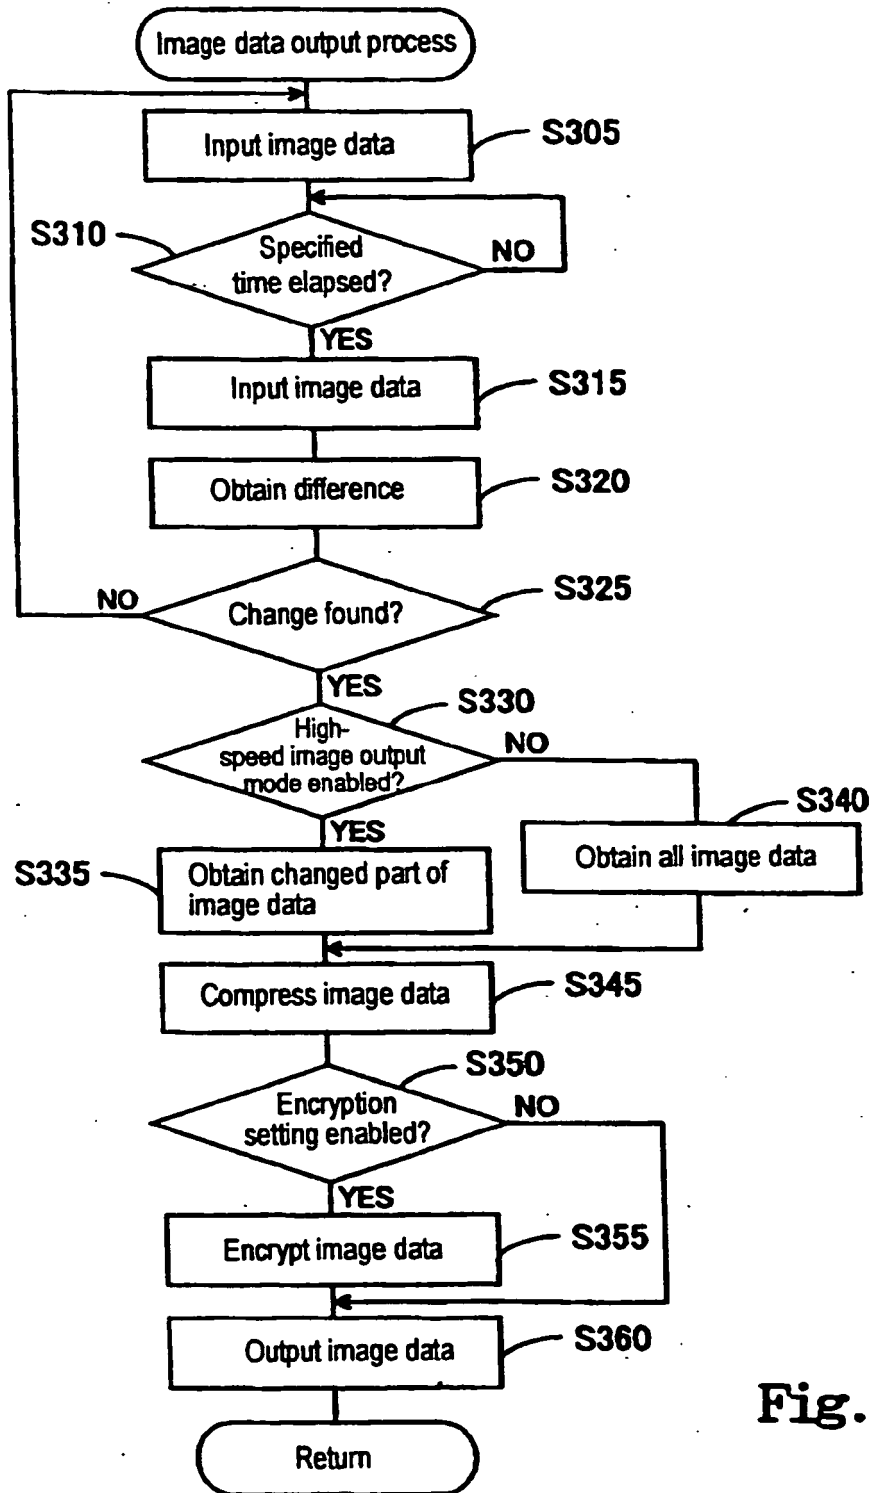 Image data output process
Input image data
S305
S310
Specified
time elapsed?
NO
YES
Input image data
S315
Obtain difference
S320
NO
Change found?
S325
YES
S330
High-
speed image output
mode enabled?
NO
YES
S340
Obtain all image data
S335
Obtain changed part of
image data
Compress image data
S345
S350
Encryption
setting enabled?
NO
YES
Encrypt image data
S355
Output image data
S360
Return
Fig.